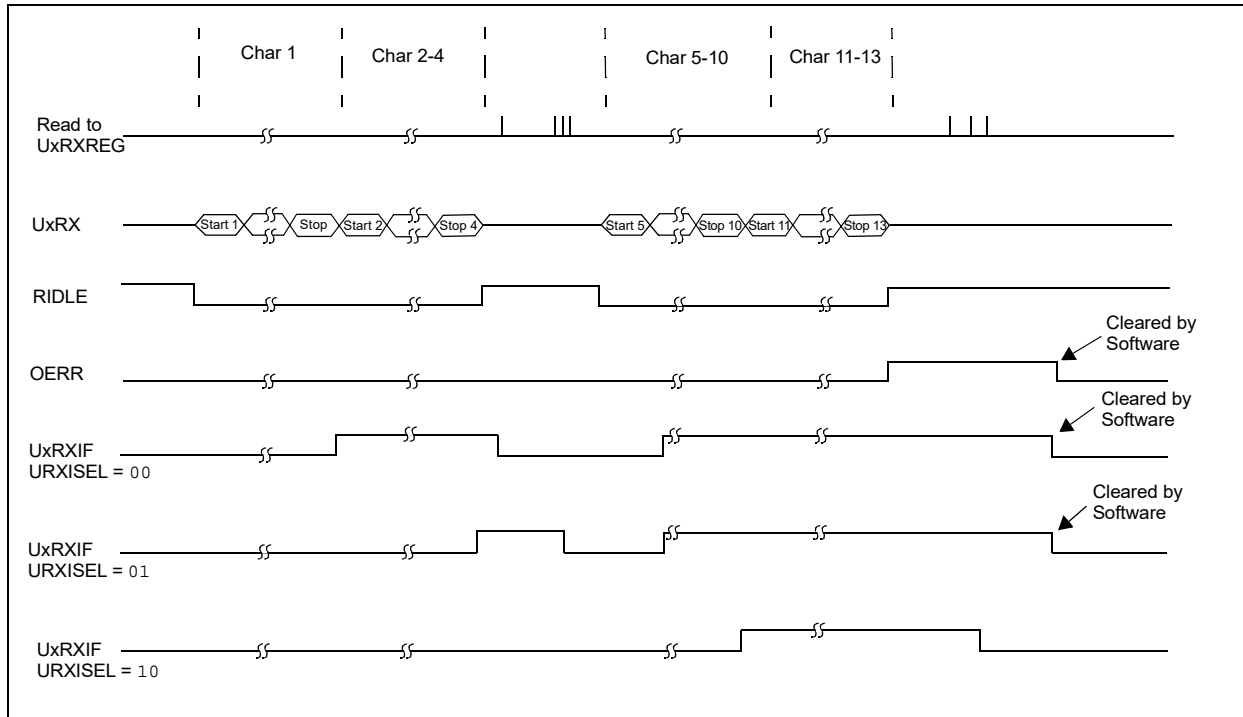 Char 1
Char 2-4
Char 5-10
Char 11-13
Read to
UxRXREG
UxRX
Start 1
Stop
Start 2
Stop 4
Start 5
Stop 10
Start 11
Stop 13
RIDLE
Cleared by
Software
OERR
Cleared by
Software
UxRXIF
URXISEL = 00
Cleared by
Software
UxRXIF
URXISEL = 01
UxRXIF
URXISEL = 10